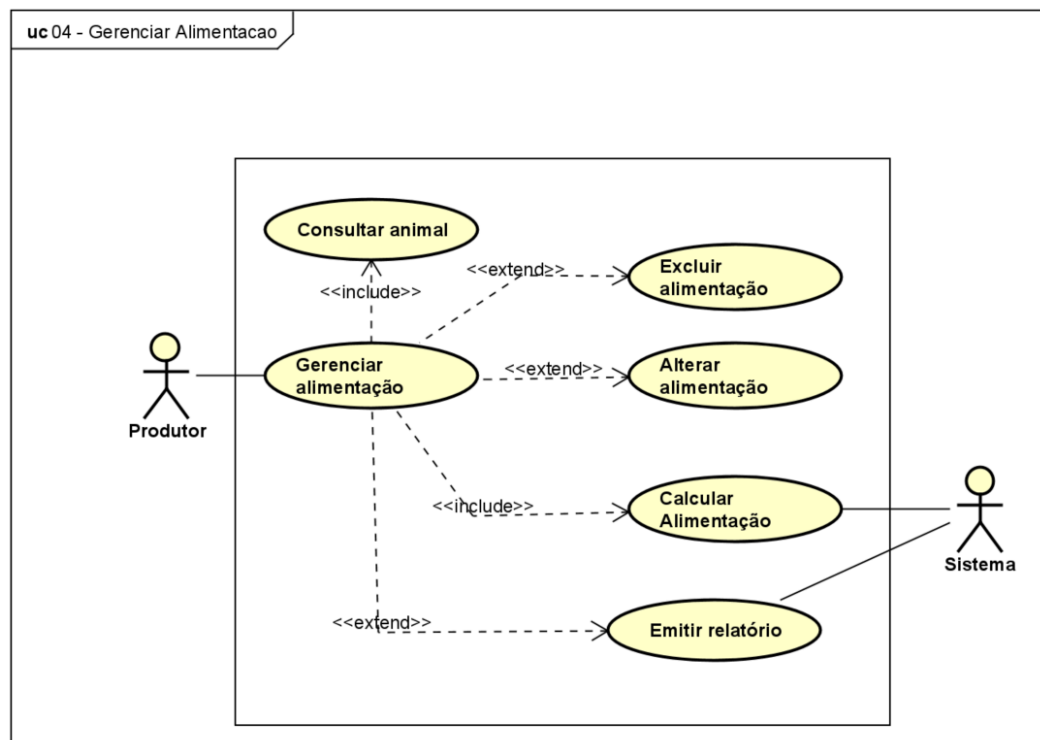 uc 04 - Gerenciar Alimentacao
Consultar animal
<<extend>>
Excluir
alimentação
<<include>>
Gerenciar
alimentação
<<extend>>
Alterar
alimentação
Produtor
<<include>>
Calcular
Alimentação
Sistema
<<extend>>
Emitir relatório